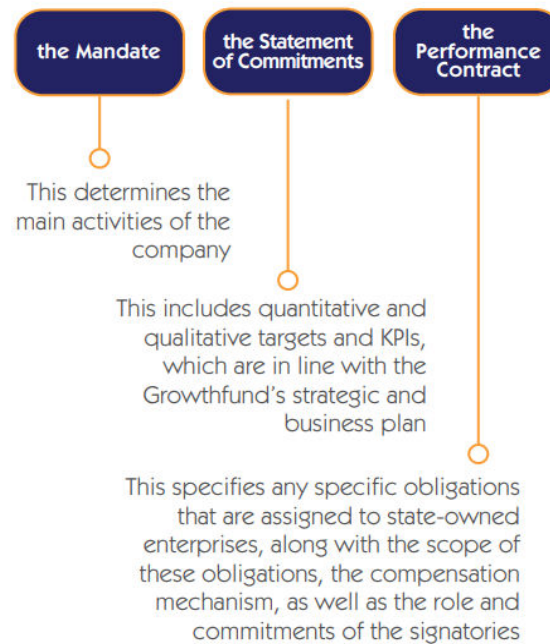 the Mandate
the Statement
of Commitments
the
Performance
Contract
This determines the
main activities of the
company
This includes quantitative and
qualitative targets and KPIs,
which are in line with the
Growthfund's strategic and
business plan
This specifies any specific obligations
that are assigned to state-owned
enterprises, along with the scope of
these obligations, the compensation
mechanism, as well as the role and
commitments of the signatories